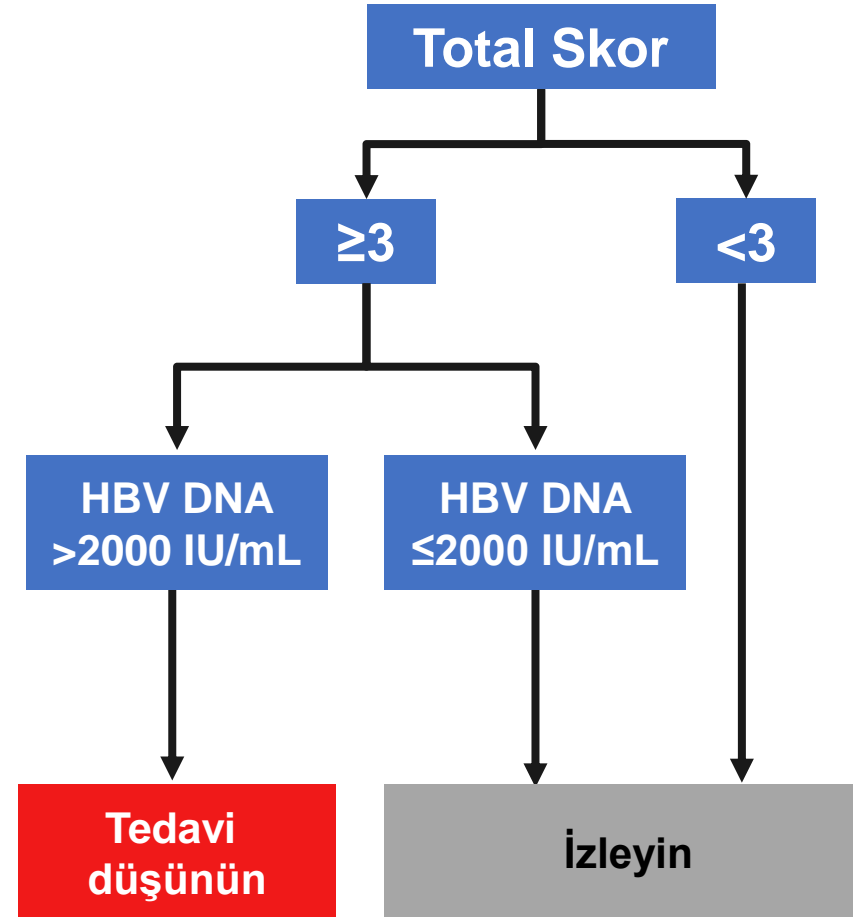 Total Skor
≥3
<3
HBV DNA
>2000 IU/mL
HBV DNA
≤2000 IU/mL
Tedavi
düşünün
İzleyin